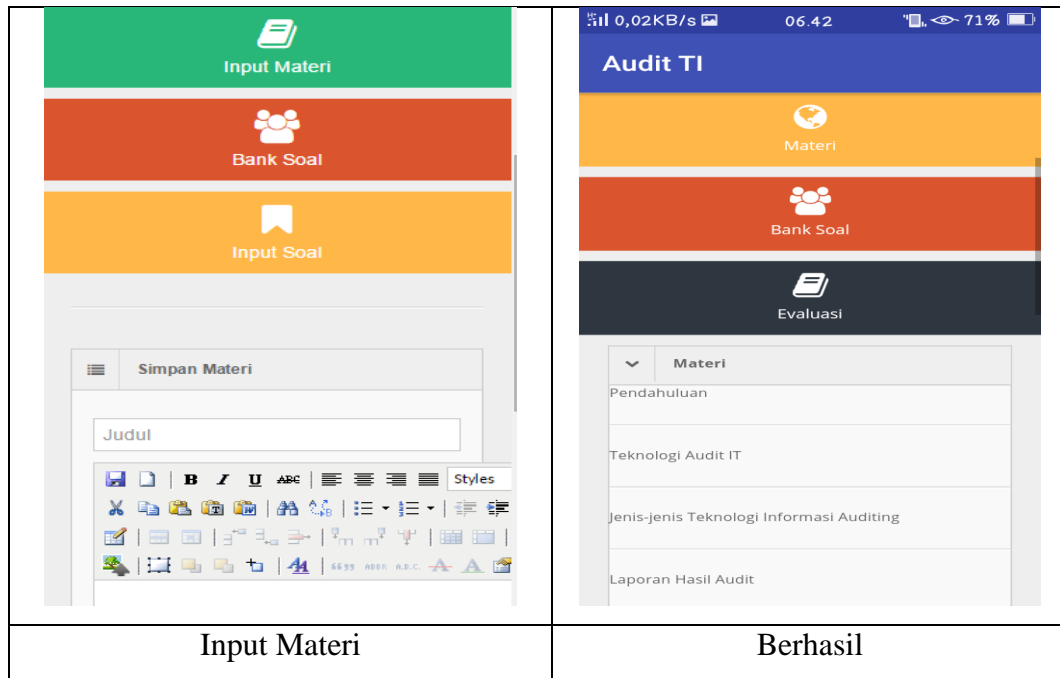 Input Materi
Bank Soal
Input Soal
Simpan Materi
Judul
B I U ABC Styles
A.B.C. A A
0,02KB/s 06.42 71%
Audit TI
Materi
Bank Soal
Evaluasi
Materi
Pendahuluan
Teknologi Audit IT
Jenis-jenis Teknologi Informasi Auditing
Laporan Hasil Audit
Input Materi
Berhasil